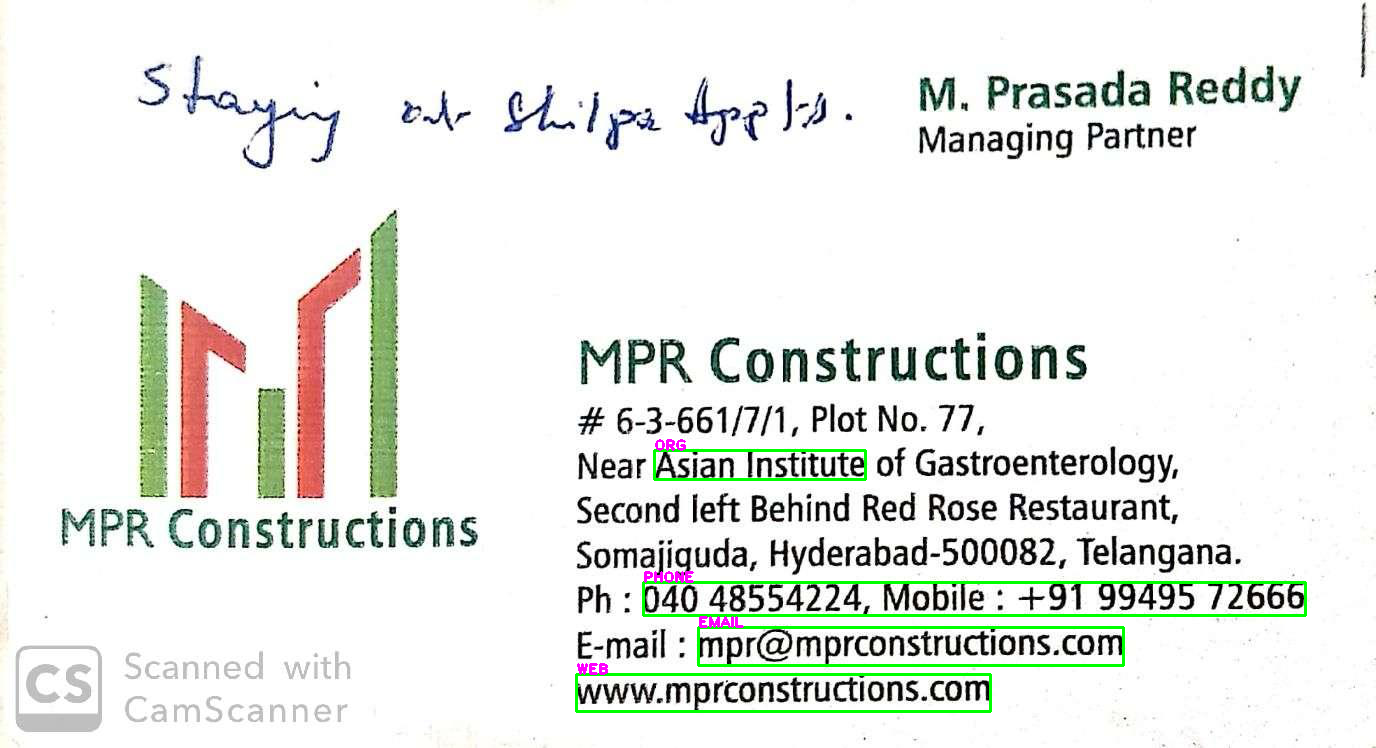 Staying at Shilpa Appts.
M. Prasada Reddy
Managing Partner
MPR Constructions
MPR Constructions
# 6-3-661/7/1, Plot No. 77,
ORG
Near Asian Institute of Gastroenterology,
Second left Behind Red Rose Restaurant,
Somajiguda, Hyderabad-500082, Telangana.
PHONE
Ph : 040 48554224, Mobile : +91 99495 72666
EMAIL
E-mail : mpr@mprconstructions.com
WEB
www.mprconstructions.com
CS Scanned with
CamScanner